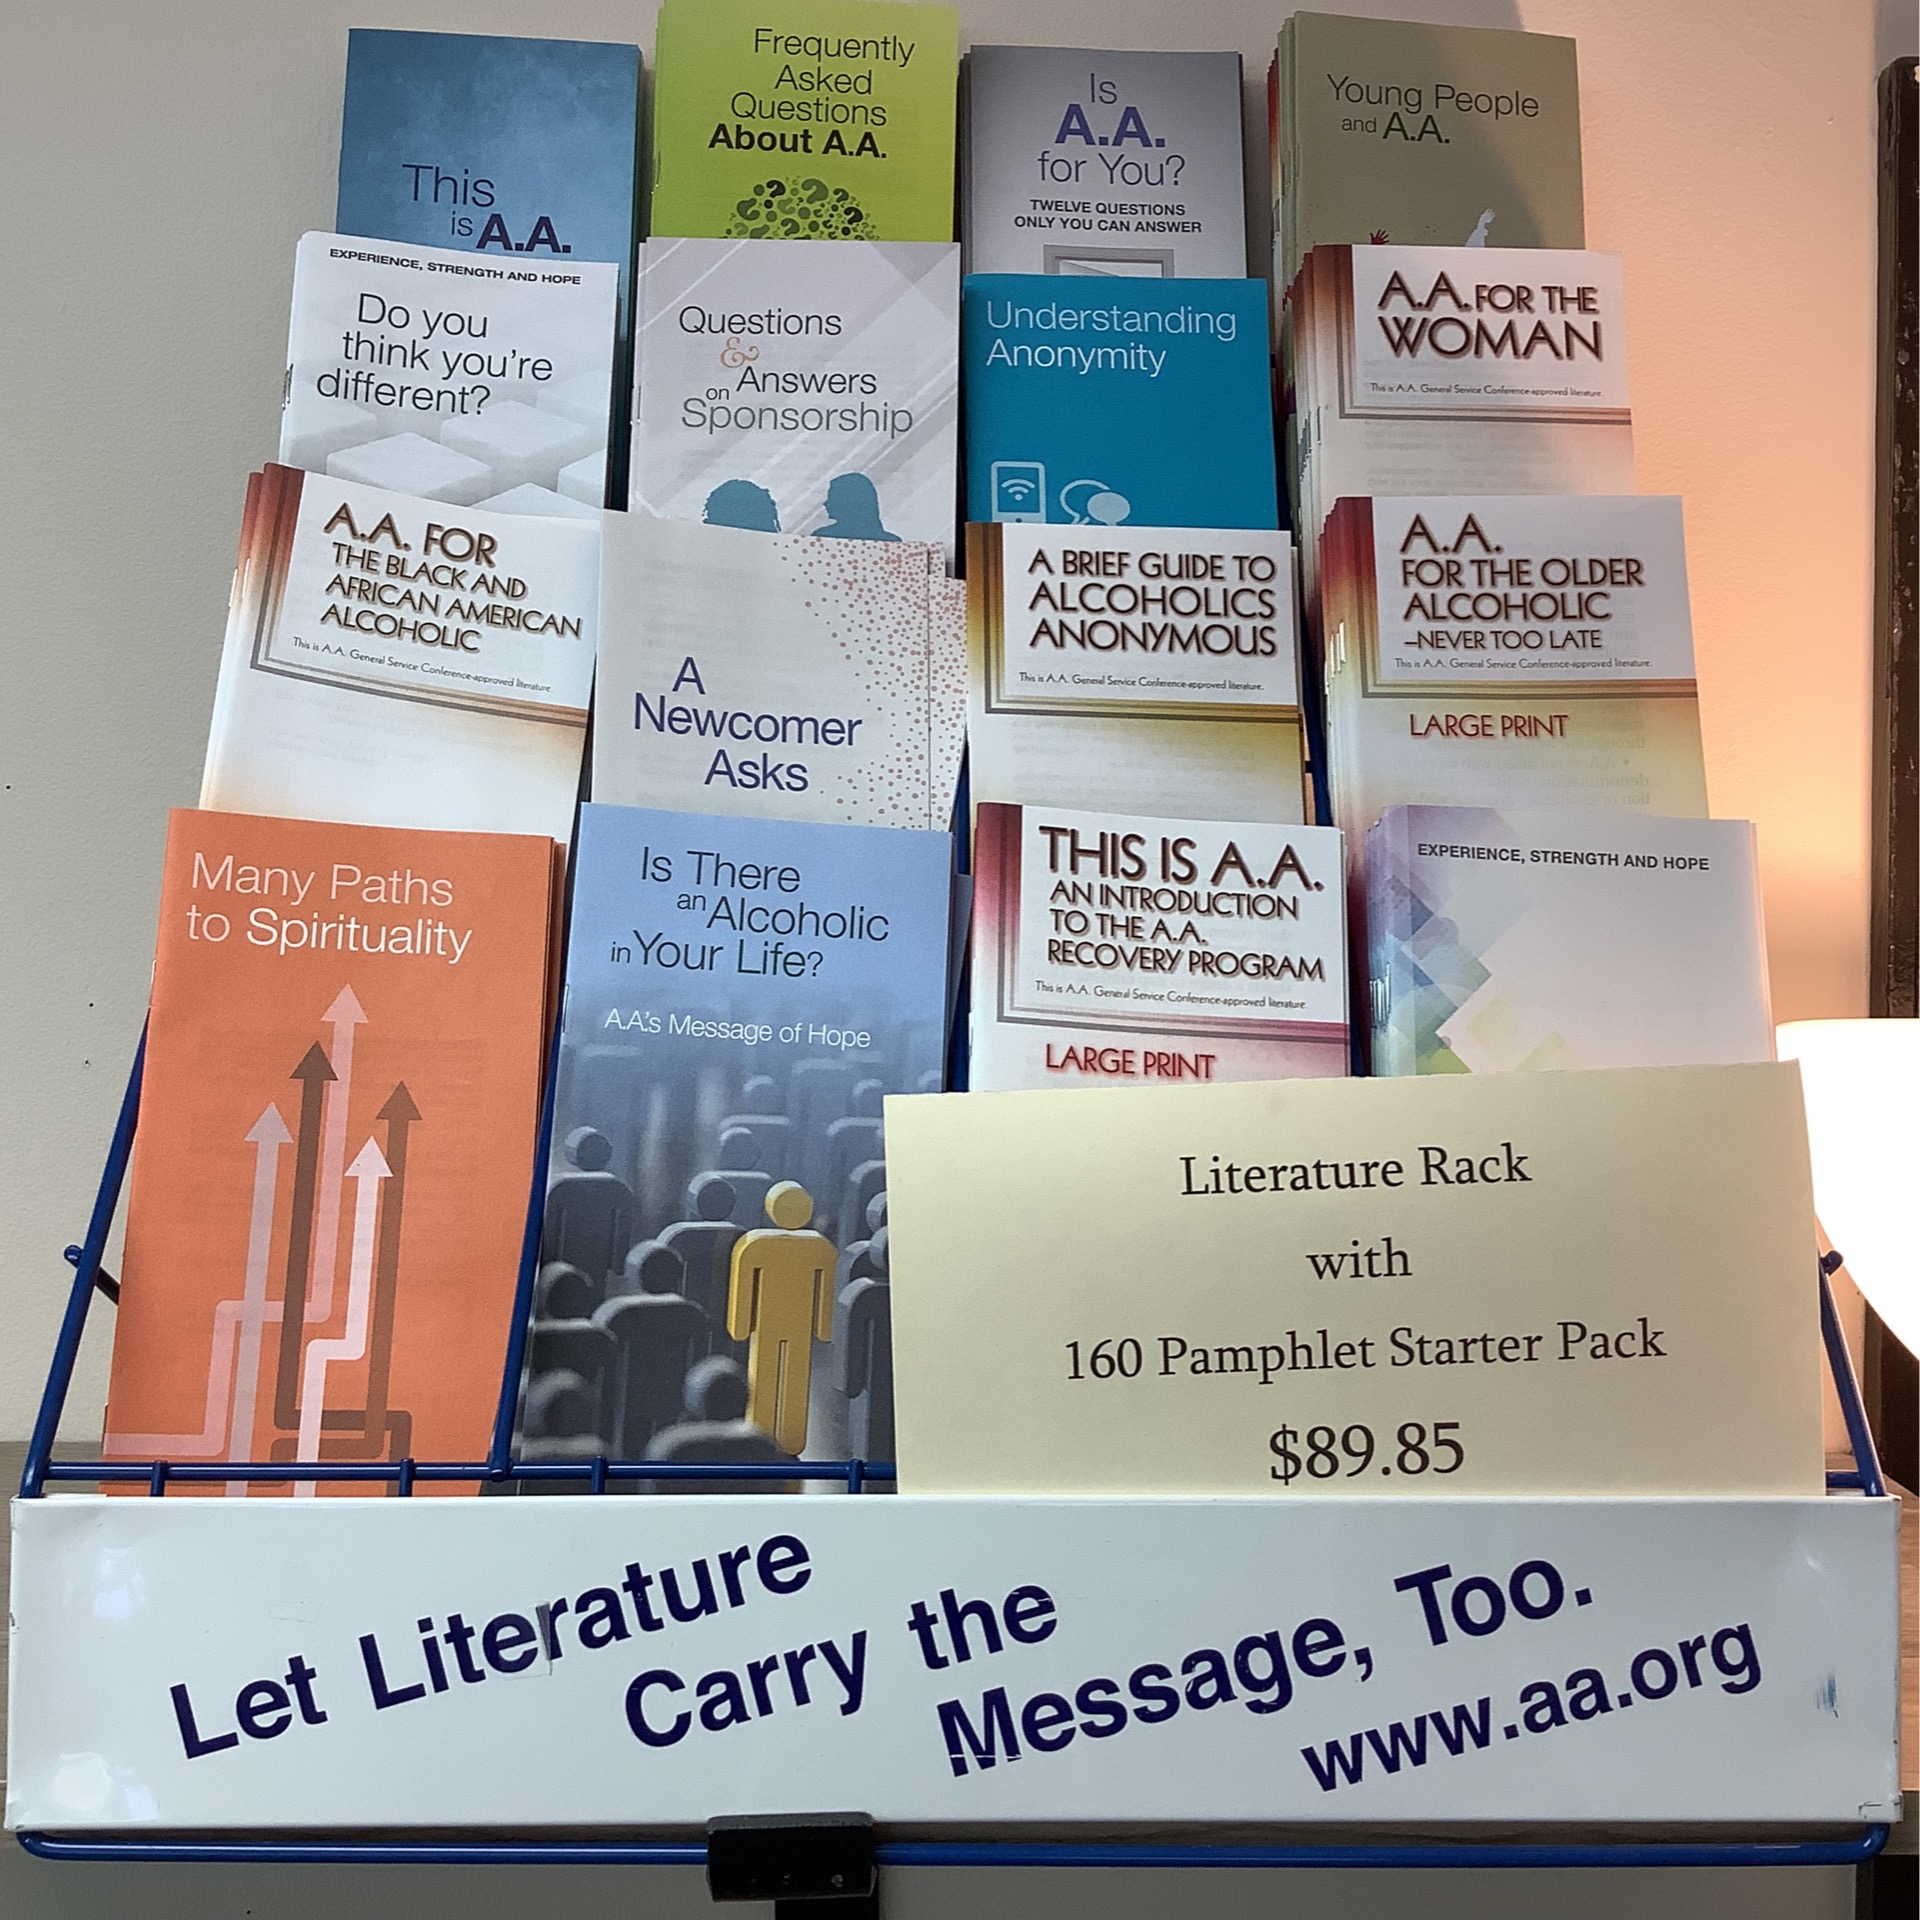 This
is A.A.
Frequently
Asked
Questions
About A.A.
Is
A.A.
for You?
TWELVE QUESTIONS
ONLY YOU CAN ANSWER
Young People
and A.A.
EXPERIENCE, STRENGTH AND HOPE
Do you
think you're
different?
Questions
&
on Answers
Sponsorship
Understanding
Anonymity
A.A. FOR THE
WOMAN
This is A.A. General Service Conference-approved literature.
A.A. FOR
THE BLACK AND
AFRICAN AMERICAN
ALCOHOLIC
This is A.A. General Service Conference-approved literature.
A
Newcomer
Asks
A BRIEF GUIDE TO
ALCOHOLICS
ANONYMOUS
This is A.A. General Service Conference-approved literature.
A.A.
FOR THE OLDER
ALCOHOLIC
–NEVER TOO LATE
This is A.A. General Service Conference-approved literature.
LARGE PRINT
Many Paths
to Spirituality
Is There
an Alcoholic
in Your Life?
A.A.'s Message of Hope
THIS IS A.A.
AN INTRODUCTION
TO THE A.A.
RECOVERY PROGRAM
This is A.A. General Service Conference-approved literature.
LARGE PRINT
EXPERIENCE, STRENGTH AND HOPE
Literature Rack
with
160 Pamphlet Starter Pack
$89.85
Let Literature
Carry the
Message, Too.
www.aa.org